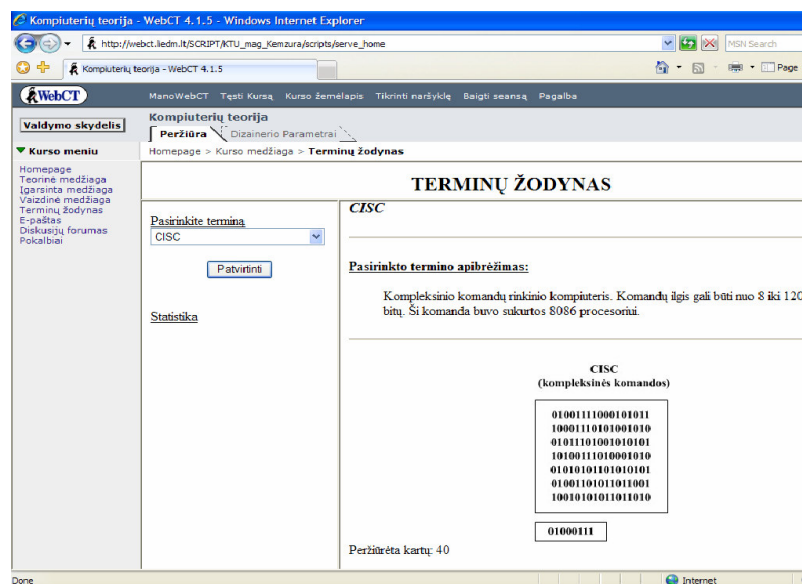 Kompiuterių teorija - WebCT 4.1.5 - Windows Internet Explorer
http://webct.liedm.lt/SCRIPT/KTU_mag_Kemzura/scripts/serve_home
MSN Search
Kompiuterių teorija - WebCT 4.1.5
Page
WebCT
ManoWebCT Tęsti Kursą Kurso žemėlapis Tikrinti naršyklę Baigti seansą Pagalba
Valdymo skydelis
Kompiuterių teorija
Peržiūra Dizainerio Parametrai
Kurso meniu
Homepage > Kurso medžiaga > Terminų žodynas
Homepage
Teorinė medžiaga
Įgarsinta medžiaga
Vaizdinė medžiaga
Terminų žodynas
E-paštas
Diskusijų forumas
Pokalbiai
TERMINŲ ŽODYNAS
Pasirinkite terminą
CISC
Patvirtinti
Statistika
CISC
Pasirinkto termino apibrėžimas:
Kompleksinio komandų rinkinio kompiuteris. Komandų ilgis gali būti nuo 8 iki 120
bitų. Ši komanda buvo sukurtos 8086 procesoriui.
CISC
(kompleksinės komandos)
01001111000101011
10001110101001010
01011101001010101
10100111010001010
01010101101010101
01001101011011001
10010101011011010
01000111
Peržiūrėta kartų: 40
Done
Internet